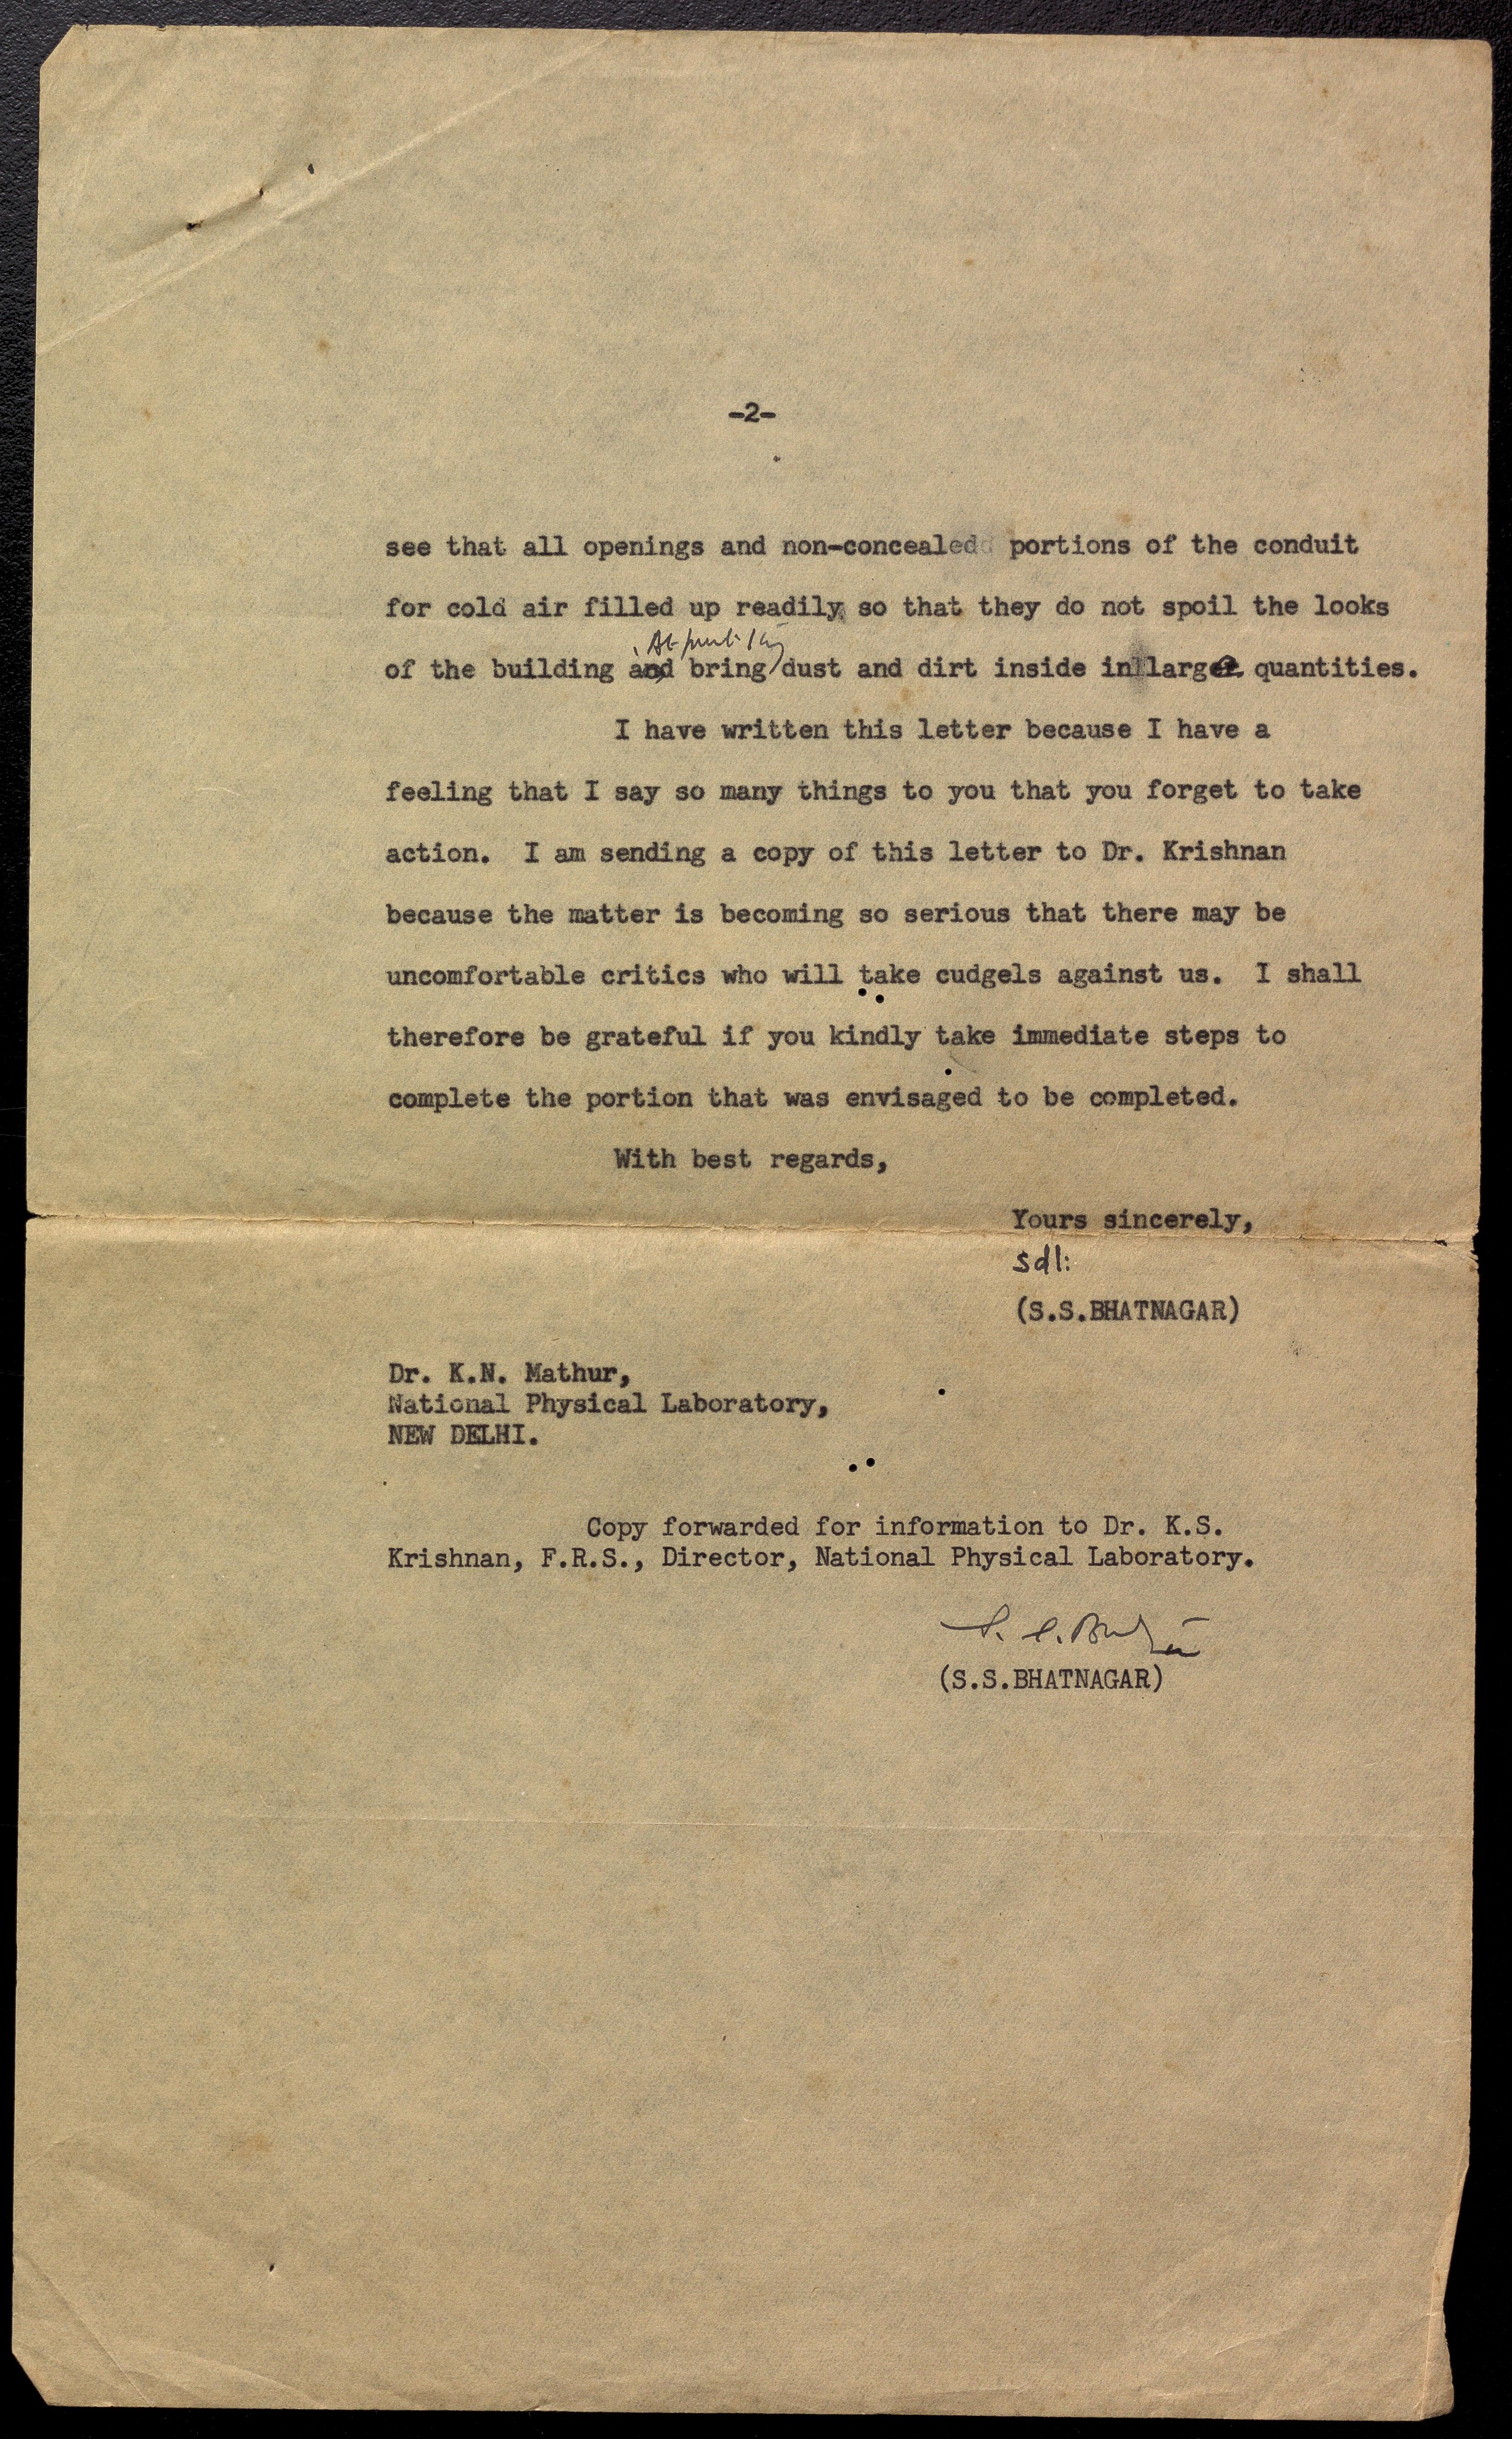 -2-
see that all openings and non-concealed portions of the conduit
for cold air filled up readily so that they do not spoil the looks
At present they
of the building and bring dust and dirt inside in large quantities.
I have written this letter because I have a
feeling that I say so many things to you that you forget to take
action. I am sending a copy of this letter to Dr. Krishnan
because the matter is becoming so serious that there may be
uncomfortable critics who will take cudgels against us. I shall
therefore be grateful if you kindly take immediate steps to
complete the portion that was envisaged to be completed.
With best regards,
Yours sincerely,
Sd/:
(S.S.BHATNAGAR)
Dr. K.N. Mathur,
National Physical Laboratory,
NEW DELHI.
Copy forwarded for information to Dr. K.S.
Krishnan, F.R.S., Director, National Physical Laboratory.
(S.S.BHATNAGAR)